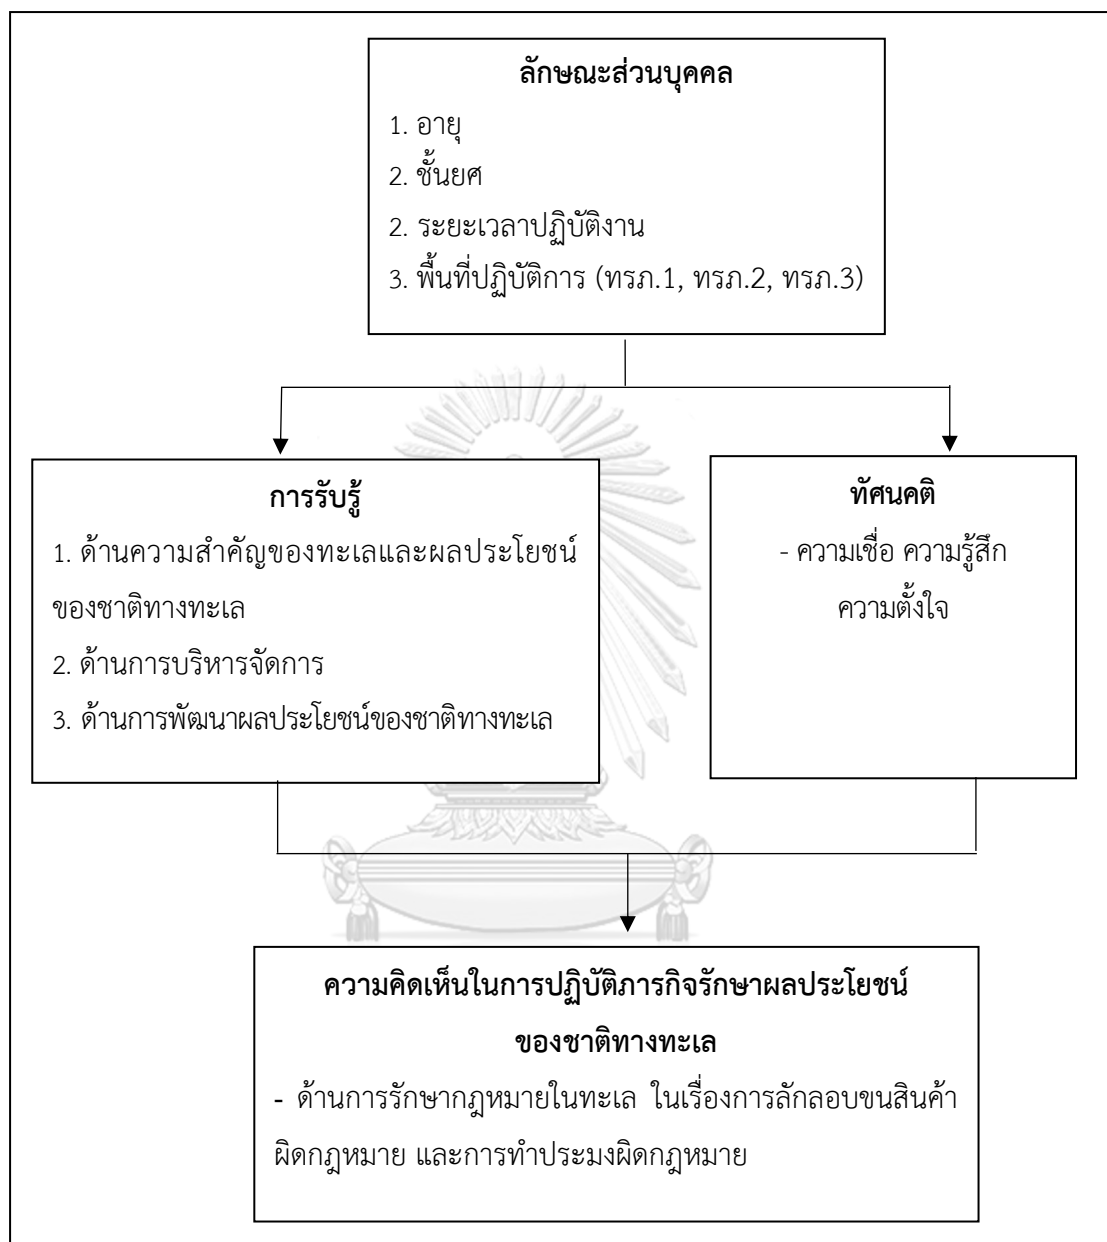 ลักษณะส่วนบุคคล
1. อายุ
2. ชั้นยศ
2. ระยะเวลาปฏิบัติงาน
3. พื้นที่ปฏิบัติการ (ทรภ.1, ทรภ.2, ทรภ.3)
การรับรู้
1. ด้านความสำคัญของทะเลและผลประโยชน์
ของชาติทางทะเล
2. ด้านการบริหารจัดการ
3. ด้านการพัฒนาผลประโยชน์ของชาติทางทะเล
ทัศนคติ
- ความเชื่อ ความรู้สึก
ความตั้งใจ
ความคิดเห็นในการปฏิบัติภารกิจรักษาผลประโยชน์
ของชาติทางทะเล
- ด้านการรักษากฎหมายในทะเล ในเรื่องการลักลอบขนสินค้า
ผิดกฎหมาย และการทำประมงผิดกฎหมาย